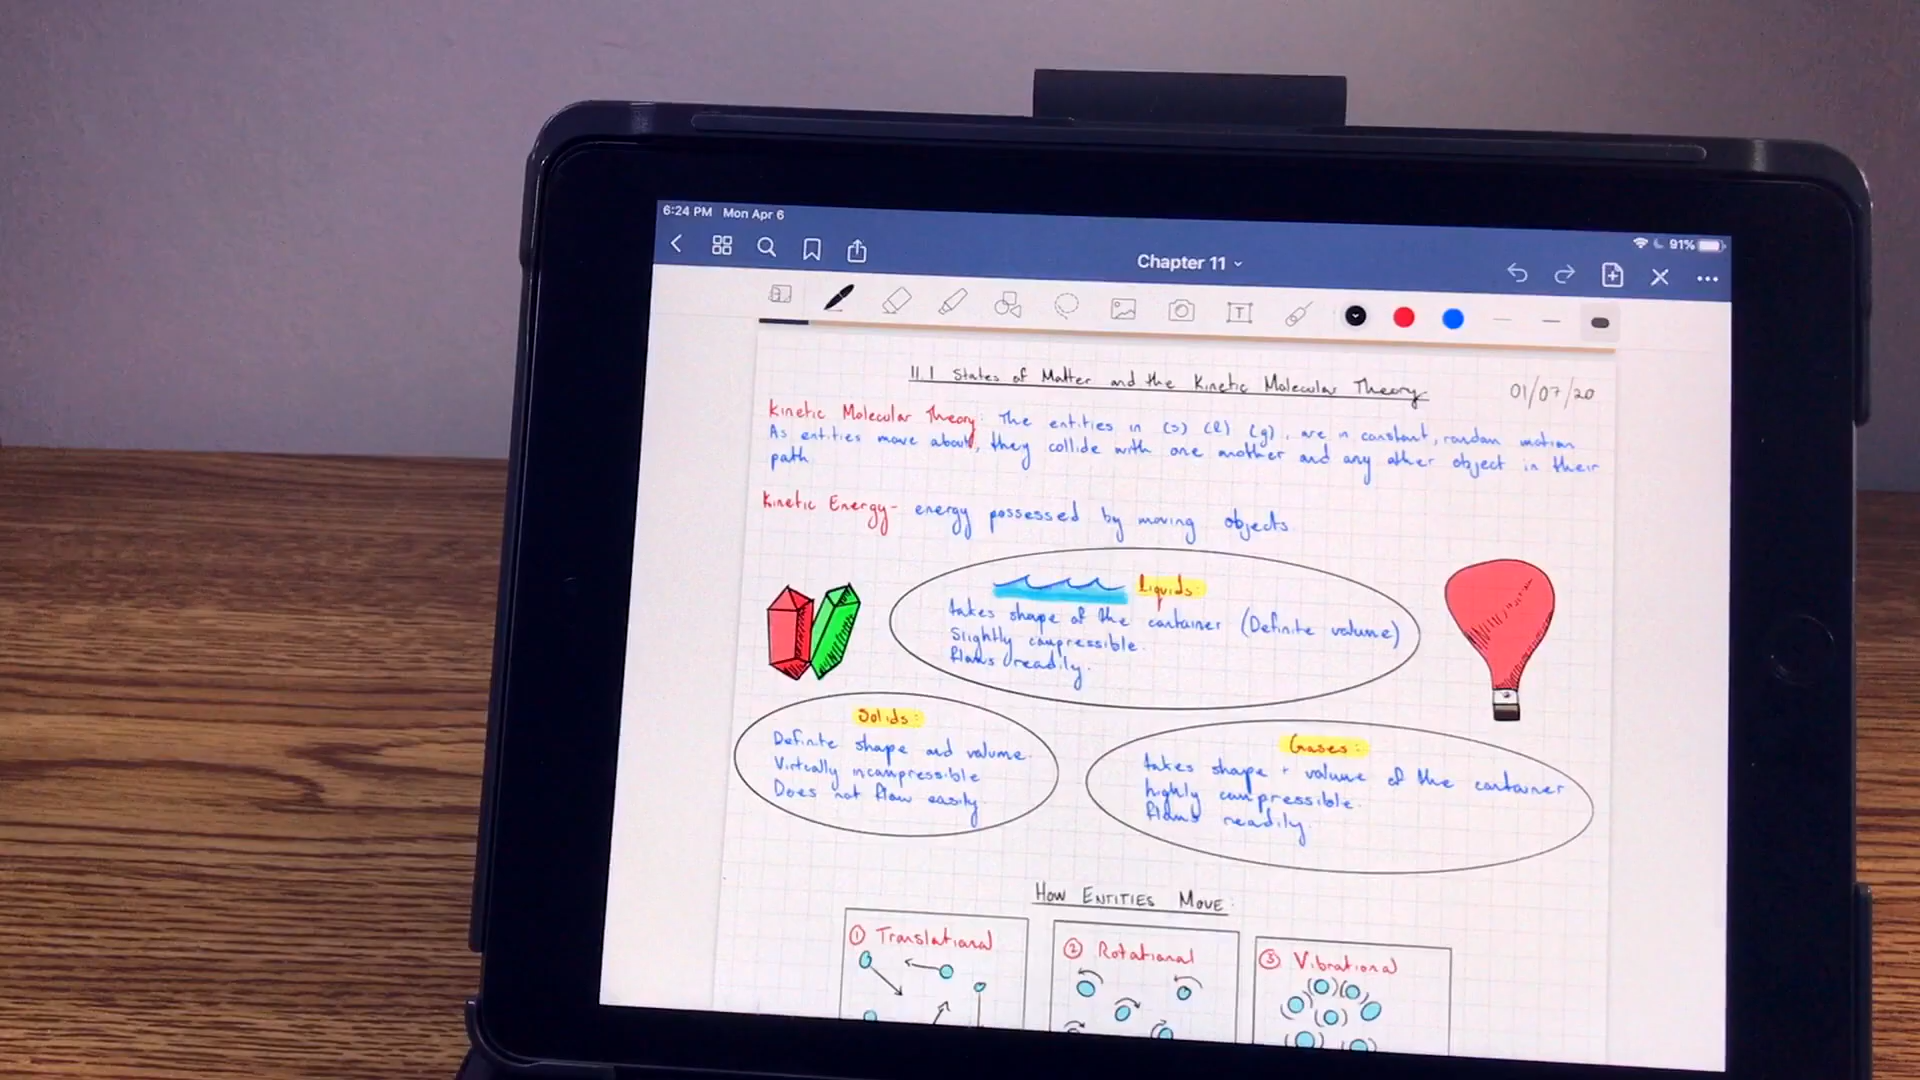 6:24 PM Mon Apr 6
91%
Chapter 11
T
11.1 States of Matter and the Kinetic Molecular Theory
01/07/20
Kinetic Molecular Theory: The entities in (s) (l) (g), are in constant, random motion
As entities move about, they collide with one another and any other object in their
path.
Kinetic Energy - energy possessed by moving objects.
Liquids:
takes shape of the container (Definite volume)
Slightly compressible.
flows readily.
Solids:
Definite shape and volume.
Virtually incompressible
Does not flow easily.
Gases:
takes shape + volume of the container
highly compressible.
flows readily.
How Entities Move:
① Translational
② Rotational
③ Vibrational